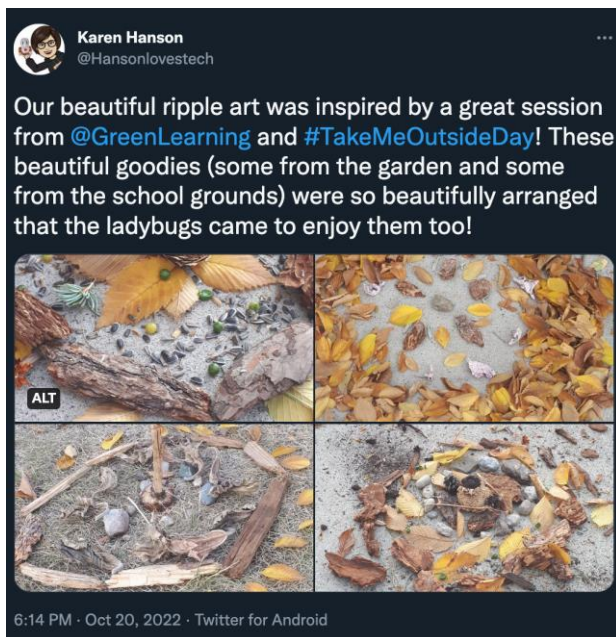 Karen Hanson
@Hansonlovestech
Our beautiful ripple art was inspired by a great session
from @GreenLearning and #TakeMeOutsideDay! These
beautiful goodies (some from the garden and some
from the school grounds) were so beautifully arranged
that the ladybugs came to enjoy them too!
ALT
6:14 PM · Oct 20, 2022 · Twitter for Android